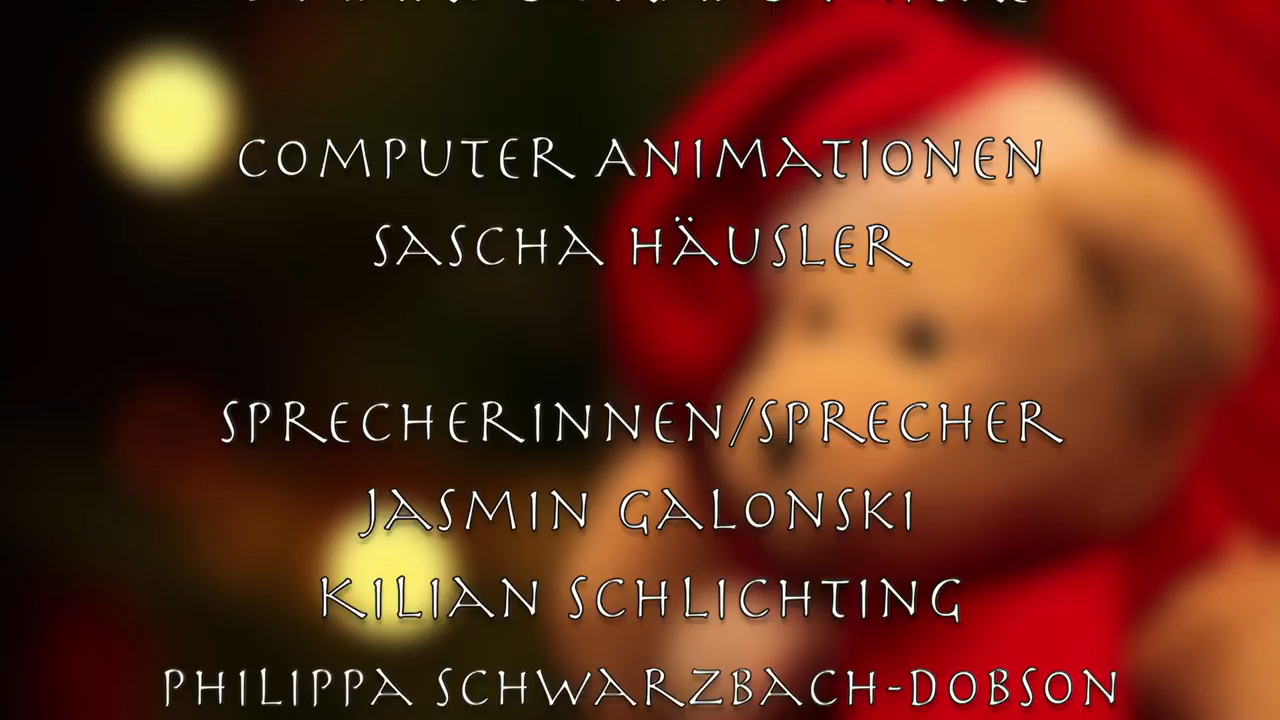 COMPUTER ANIMATIONEN
SASCHA HÄUSLER
SPRECHERINNEN/SPRECHER
JASMIN GALONSKI
KILIAN SCHLICHTING
PHILIPPA SCHWARZBACH-DOBSON